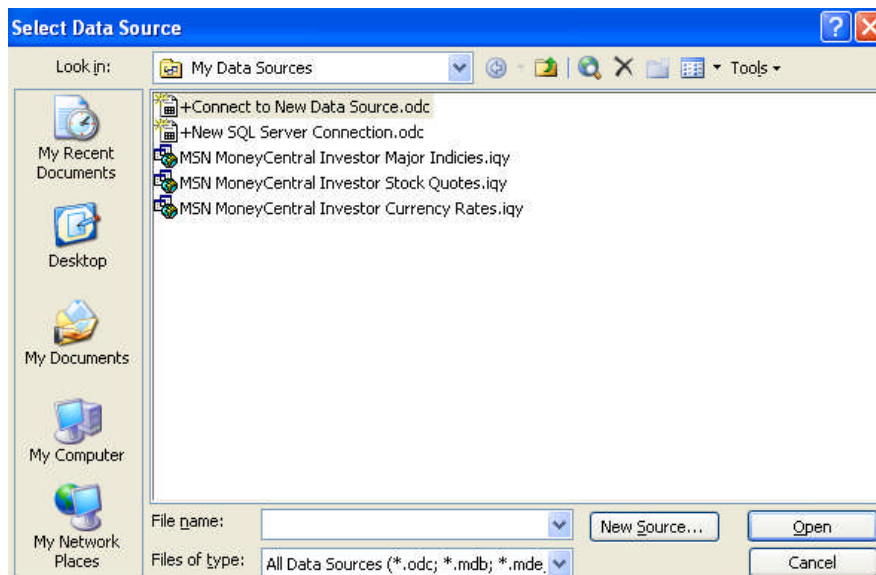 Select Data Source
Look in:
My Data Sources
Tools
+Connect to New Data Source.odc
+New SQL Server Connection.odc
MSN MoneyCentral Investor Major Indicies.iqy
MSN MoneyCentral Investor Stock Quotes.iqy
MSN MoneyCentral Investor Currency Rates.iqy
My Recent
Documents
Desktop
My Documents
My Computer
My Network
Places
File name:
New Source...
Open
Files of type:
All Data Sources (*.odc; *.mdb; *.mde;
Cancel